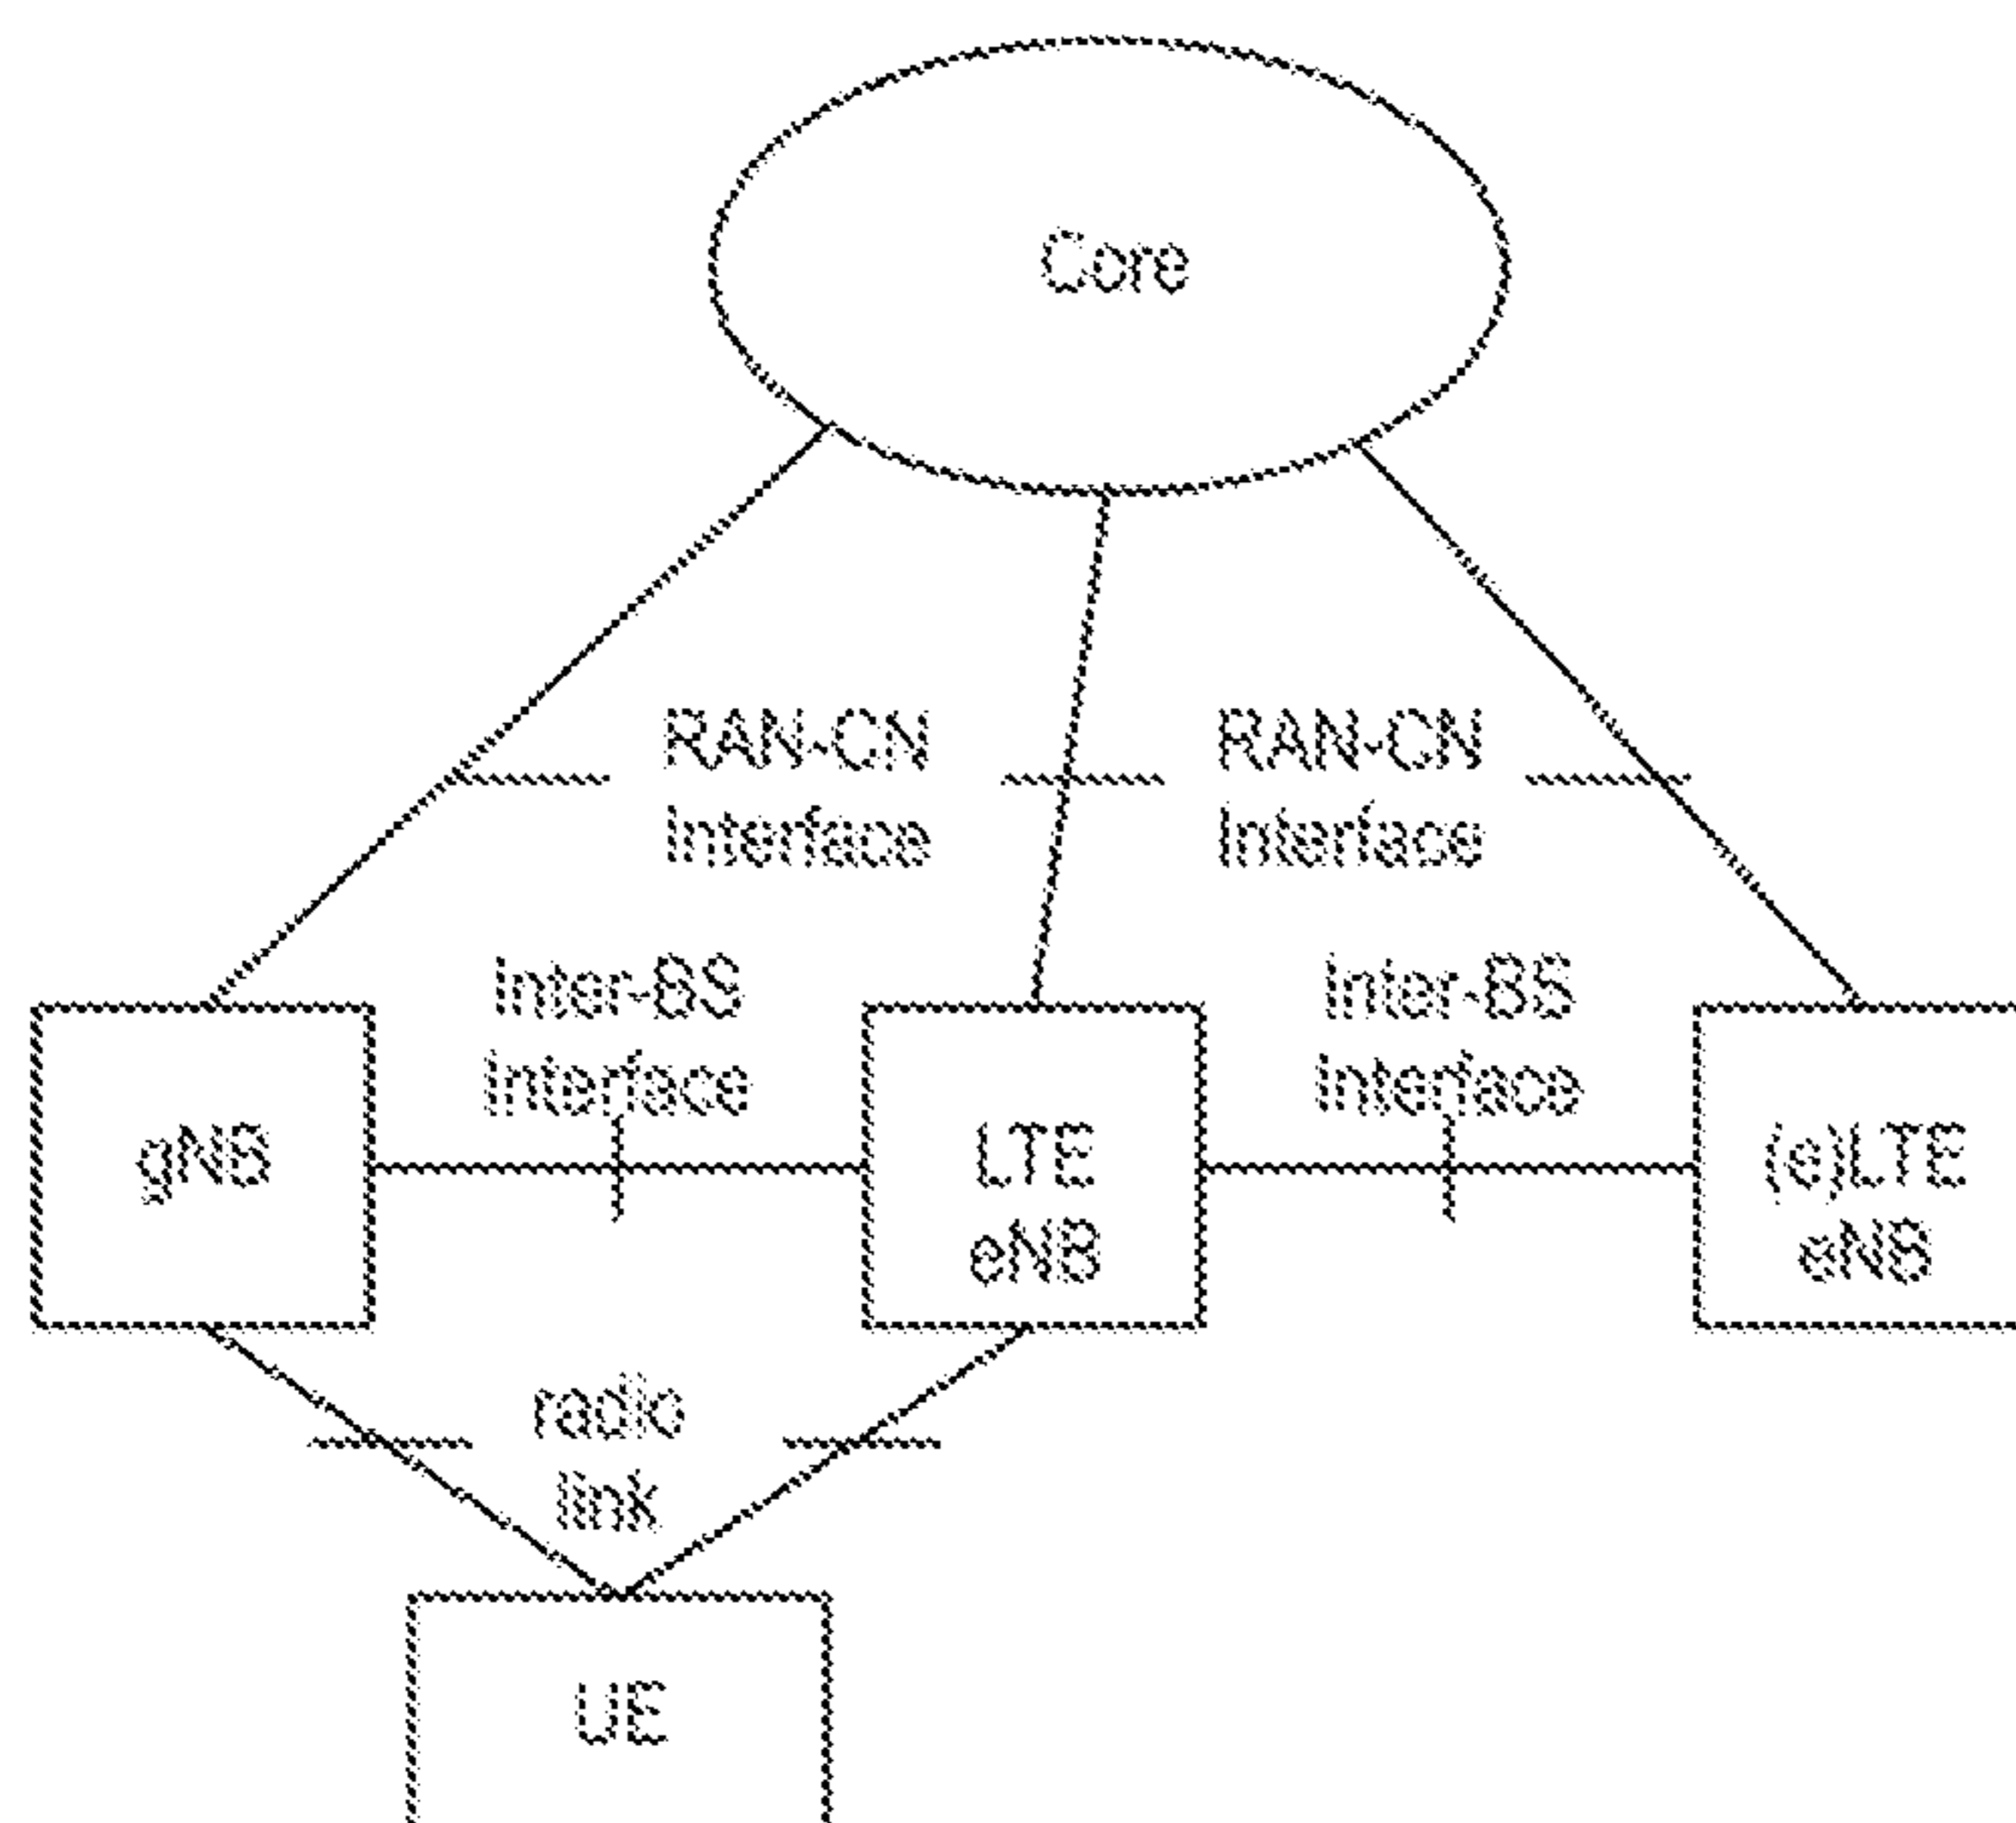 Core
RAN-CN
Interface
RAN-CN
Interface
Inter-BS
Interface
Inter-BS
Interface
gNB
LTE
eNB
(e)LTE
eNB
radio
link
UE